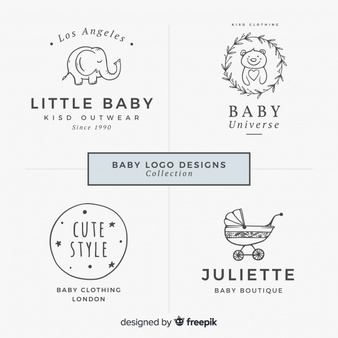 Los Angeles
LITTLE BABY
KISD OUTWEAR
Since 1990
KISD CLOTHING
BABY
Universe
BABY LOGO DESIGNS
Collection
CUTE
STYLE
BABY CLOTHING
LONDON
JULIETTE
BABY BOUTIQUE
designed by freepik